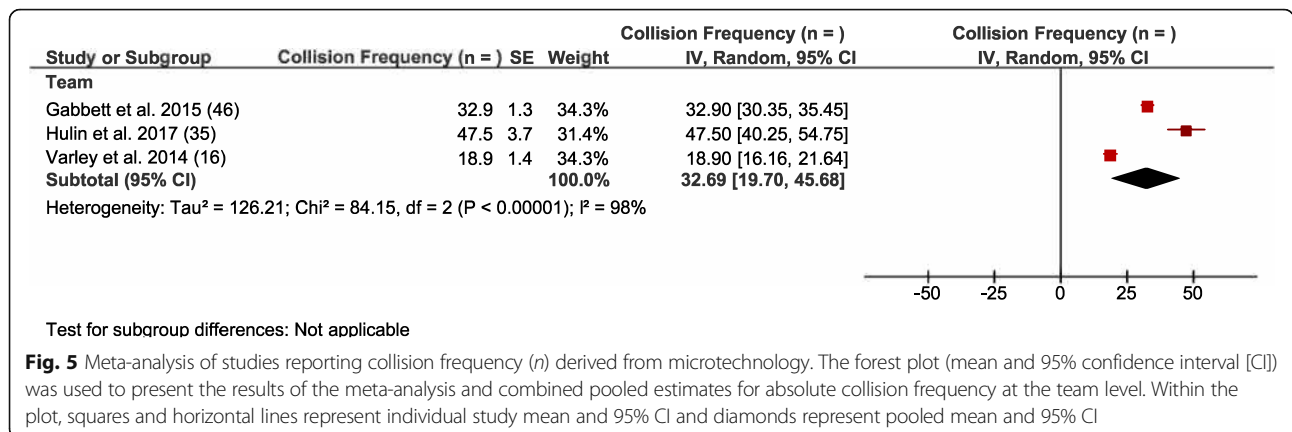 Collision Frequency (n = ) Collision Frequency (n = )
Study or Subgroup Collision Frequency (n = ) SE Weight IV, Random, 95% CI IV, Random, 95% CI
Team
Gabbett et al. 2015 (46) 32.9 1.3 34.3% 32.90 [30.35, 35.45]
Hulin et al. 2017 (35) 47.5 3.7 31.4% 47.50 [40.25, 54.75]
Varley et al. 2014 (16) 18.9 1.4 34.3% 18.90 [16.16, 21.64]
Subtotal (95% CI) 100.0% 32.69 [19.70, 45.68]
Heterogeneity: Tau² = 126.21; Chi² = 84.15, df = 2 (P < 0.00001); I² = 98%
-50 -25 0 25 50
Test for subgroup differences: Not applicable
Fig. 5 Meta-analysis of studies reporting collision frequency (n) derived from microtechnology. The forest plot (mean and 95% confidence interval [CI])
was used to present the results of the meta-analysis and combined pooled estimates for absolute collision frequency at the team level. Within the
plot, squares and horizontal lines represent individual study mean and 95% CI and diamonds represent pooled mean and 95% CI